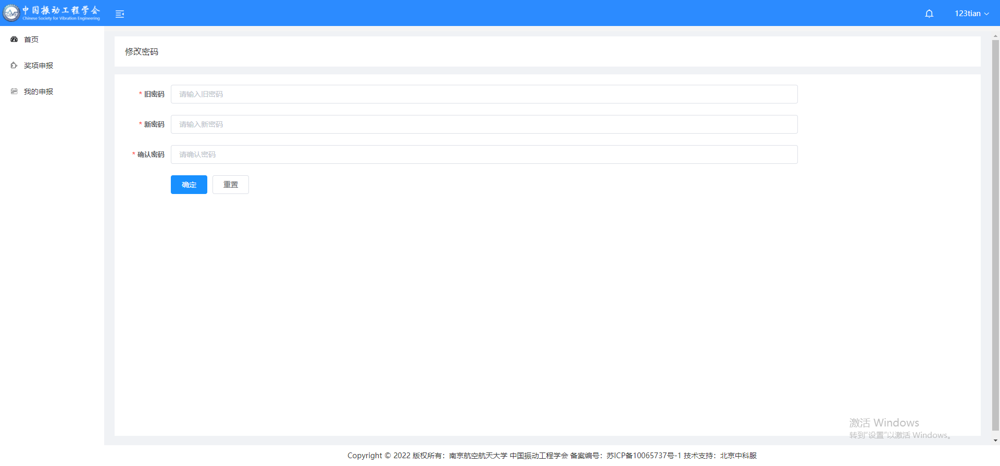 中国振动工程学会
Chinese Society for Vibration Engineering
CSVE
123tian
首页
奖项申报
我的申报
修改密码
* 旧密码 请输入旧密码
* 新密码 请输入新密码
* 确认密码 请确认密码
确定 重置
激活 Windows
转到“设置”以激活 Windows。
Copyright © 2022 版权所有：南京航空航天大学 中国振动工程学会 备案编号：苏ICP备10065737号-1 技术支持：北京中科服